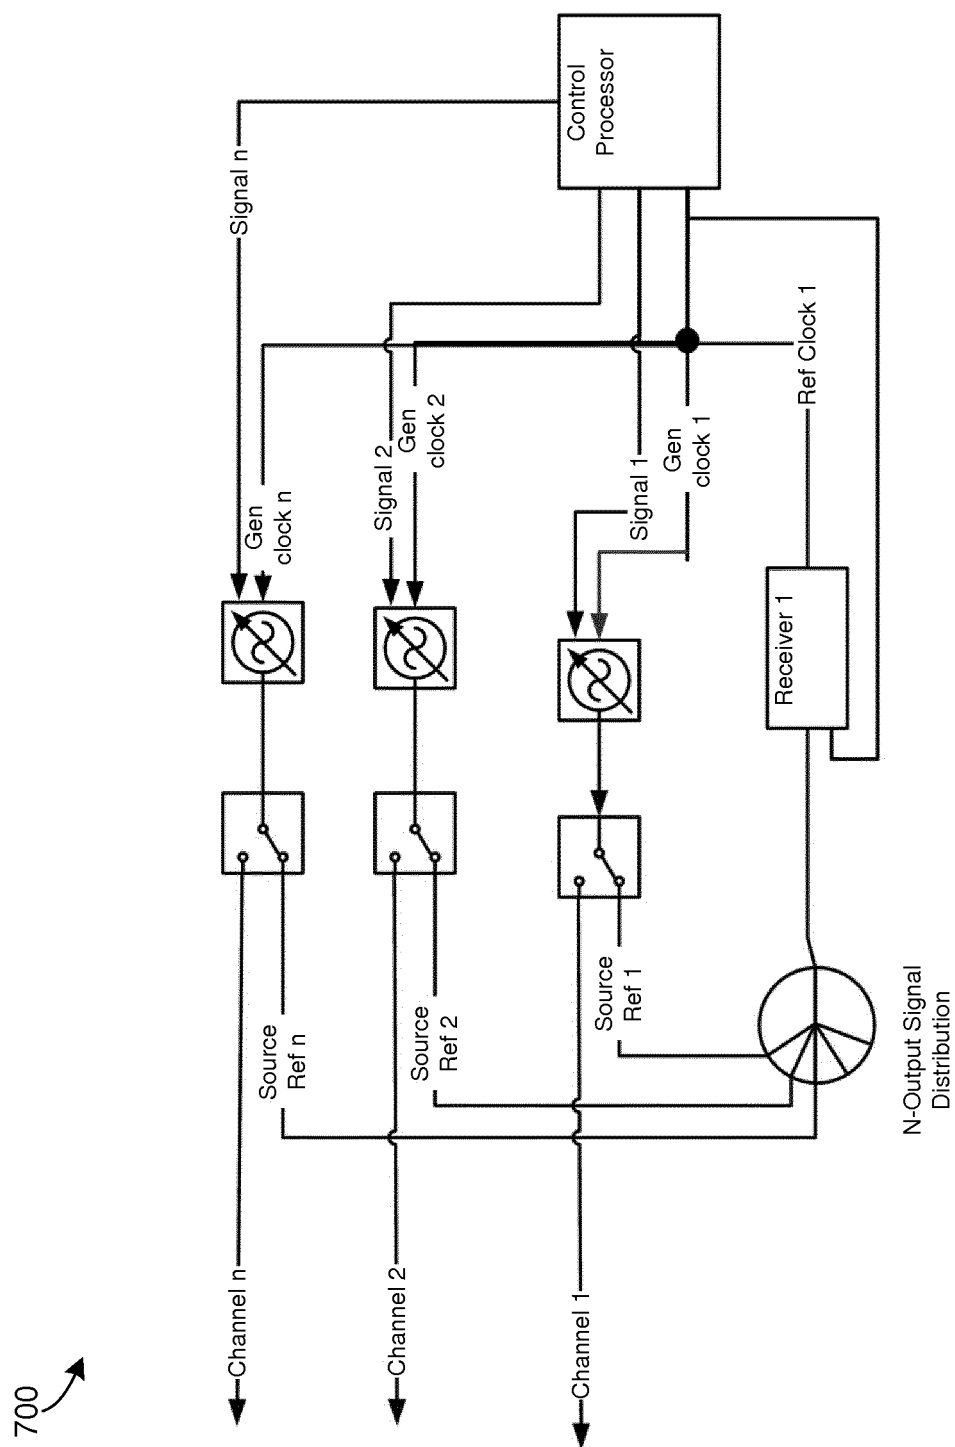 700
Channel n
Channel 2
Channel 1
Source
Ref n
Source
Ref 2
Source
Ref 1
N-Output Signal
Distribution
Receiver 1
Gen
clock n
Signal 2
Gen
clock 2
Signal 1
Gen
clock 1
Ref Clock 1
Signal n
Control
Processor